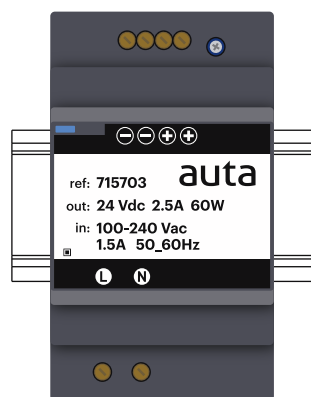 ⊖⊖⊕⊕
auta
ref: 715703
out: 24 Vdc 2.5A 60W
in: 100-240 Vac
1.5A 50_60Hz
L N